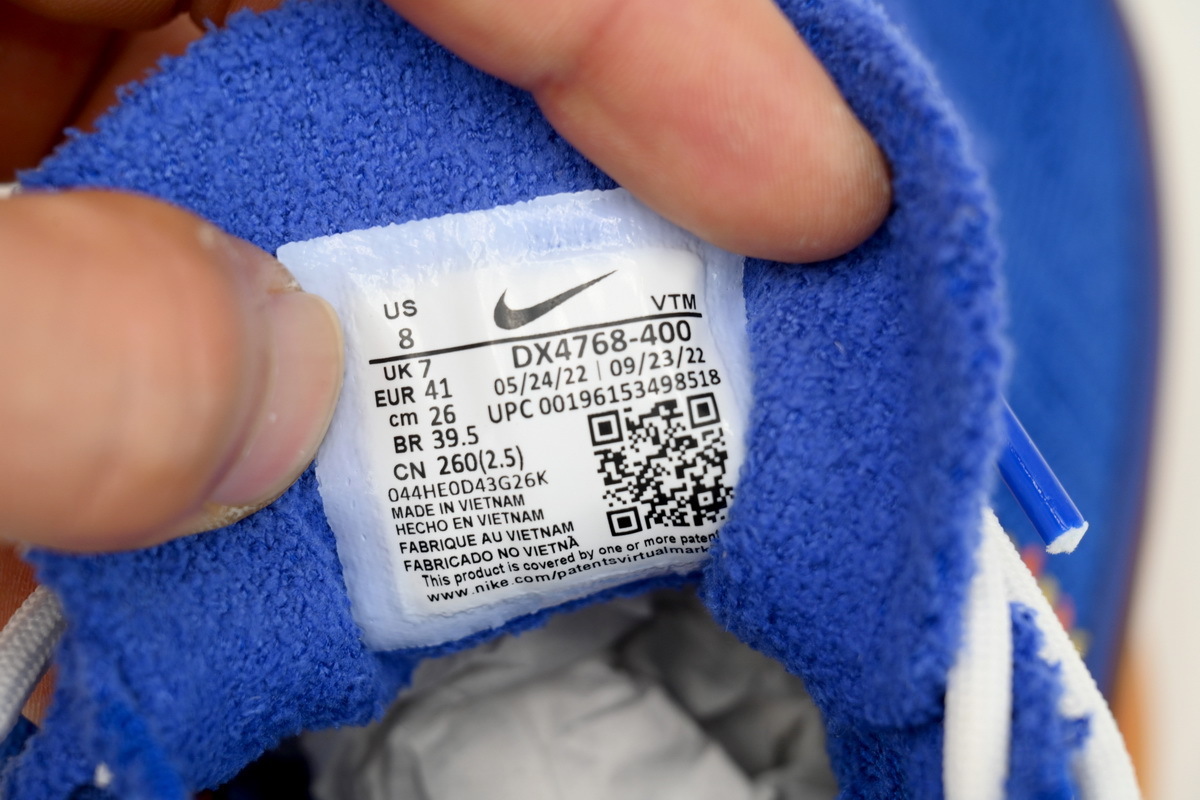 US
8
VTM
UK 7
EUR 41
cm 26
BR 39.5
CN 260(2.5)
DX4768-400
05/24/22 | 09/23/22
UPC 00196153498518
044HE0D43G26K
MADE IN VIETNAM
HECHO EN VIETNAM
FABRIQUE AU VIETNAM
FABRICADO NO VIETNÃ
This product is covered by one or more
www.nike.com/patentsvirtualmark